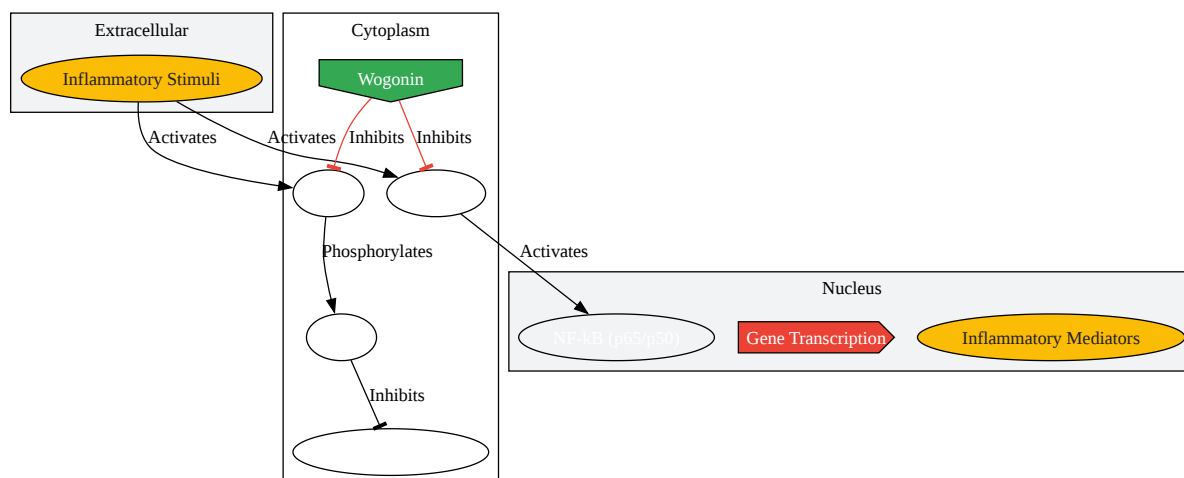 Extracellular
Cytoplasm
Inflammatory Stimuli
Wogonin
Activates
Activates
Inhibits
Inhibits
Phosphorylates
Activates
Nucleus
NF-kB (p65/p50)
Gene Transcription
Inflammatory Mediators
Inhibits